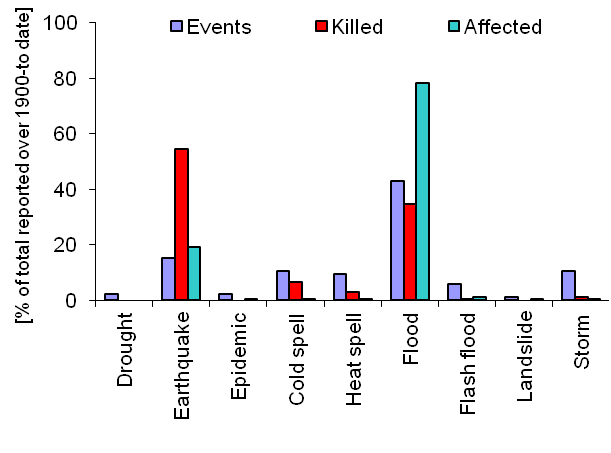 [% of total reported over 1900-to date]
100
80
60
40
20
0
Events
Killed
Affected
Drought
Earthquake
Epidemic
Cold spell
Heat spell
Flood
Flash flood
Landslide
Storm